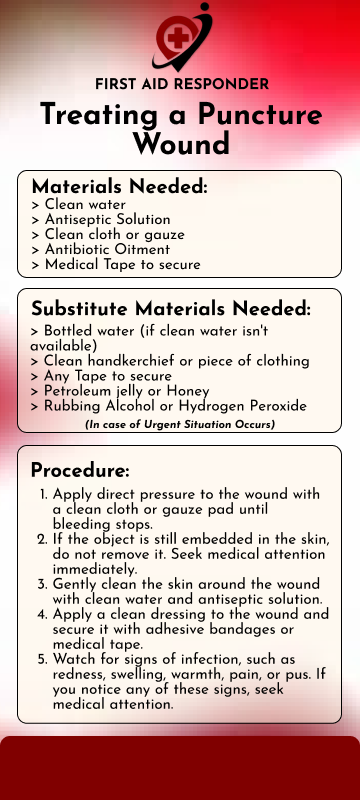 FIRST AID RESPONDER
Treating a Puncture
Wound
Materials Needed:
> Clean water
> Antiseptic Solution
> Clean cloth or gauze
> Antibiotic Oitment
> Medical Tape to secure
Substitute Materials Needed:
> Bottled water (if clean water isn't
available)
> Clean handkerchief or piece of clothing
> Any Tape to secure
> Petroleum jelly or Honey
> Rubbing Alcohol or Hydrogen Peroxide
(In case of Urgent Situation Occurs)
Procedure:
1. Apply direct pressure to the wound with
a clean cloth or gauze pad until
bleeding stops.
2. If the object is still embedded in the skin,
do not remove it. Seek medical attention
immediately.
3. Gently clean the skin around the wound
with clean water and antiseptic solution.
4. Apply a clean dressing to the wound and
secure it with adhesive bandages or
medical tape.
5. Watch for signs of infection, such as
redness, swelling, warmth, pain, or pus. If
you notice any of these signs, seek
medical attention.